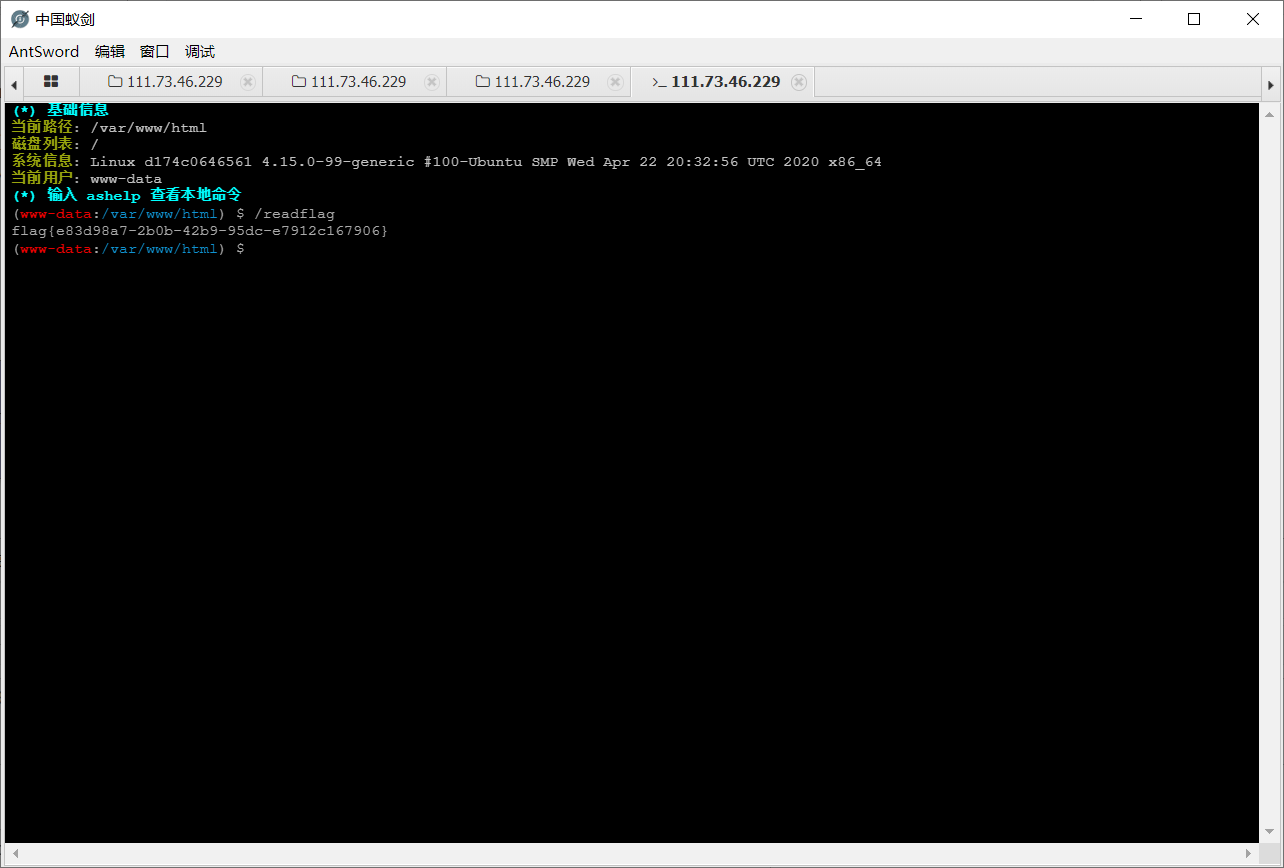 中国蚁剑
AntSword 编辑 窗口 调试
111.73.46.229 111.73.46.229 111.73.46.229 >_ 111.73.46.229
(*) 基础信息
当前路径: /var/www/html
磁盘列表: /
系统信息: Linux d174c0646561 4.15.0-99-generic #100-Ubuntu SMP Wed Apr 22 20:32:56 UTC 2020 x86_64
当前用户: www-data
(*) 输入 ashelp 查看本地命令
(www-data:/var/www/html) $ /readflag
flag{e83d98a7-2b0b-42b9-95dc-e7912c167906}
(www-data:/var/www/html) $